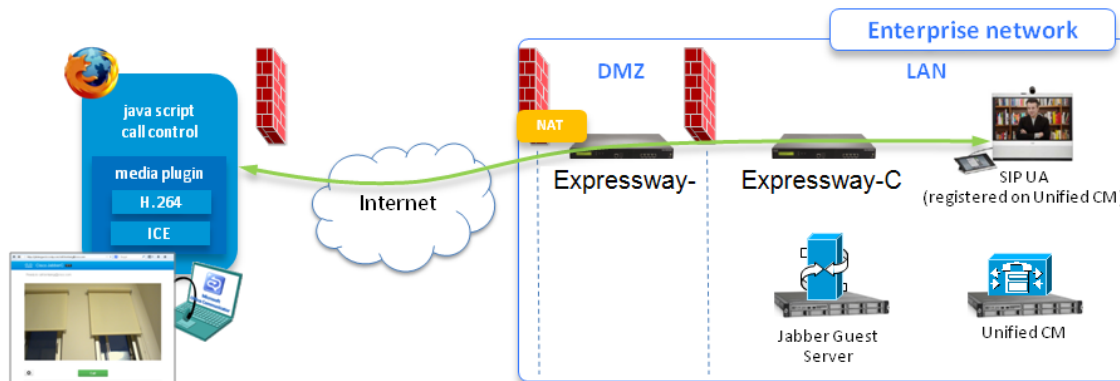 Enterprise network
DMZ
LAN
java script
call control
NAT
media plugin
H.264
ICE
Internet
Expressway-
Expressway-C
SIP UA
(registered on Unified CM
Jabber Guest
Server
Unified CM